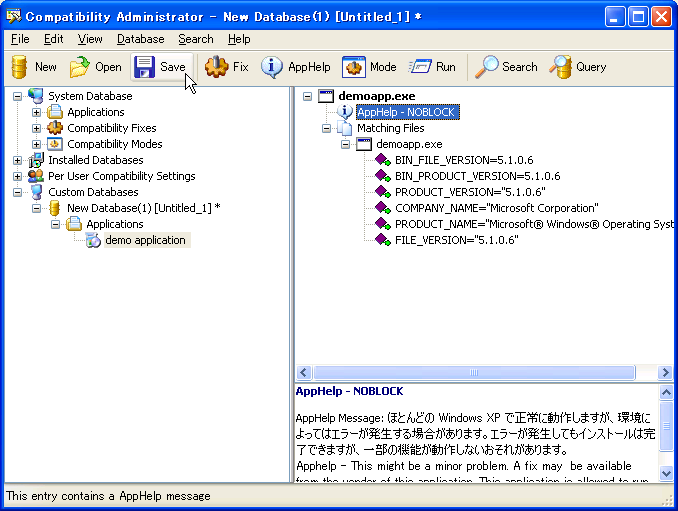 Compatibility Administrator - New Database(1) [Untitled_1] *
File Edit View Database Search Help
New Open Save Fix AppHelp Mode Run Search Query
System Database
Applications
Compatibility Fixes
Compatibility Modes
Installed Databases
Per User Compatibility Settings
Custom Databases
New Database(1) [Untitled_1] *
Applications
demo application
demoapp.exe
AppHelp - NOBLOCK
Matching Files
demoapp.exe
BIN_FILE_VERSION=5.1.0.6
BIN_PRODUCT_VERSION=5.1.0.6
PRODUCT_VERSION="5.1.0.6"
COMPANY_NAME="Microsoft Corporation"
PRODUCT_NAME="Microsoft® Windows® Operating Syst
FILE_VERSION="5.1.0.6"
AppHelp - NOBLOCK
AppHelp Message: ほとんどの Windows XP で正常に動作しますが、環境に
よってはエラーが発生する場合があります。エラーが発生してもインストールは完
了できますが、一部の機能が動作しないおそれがあります。
Apphelp - This might be a minor problem. A fix may be available
from the vendor of this application. This application is allowed to run
This entry contains a AppHelp message